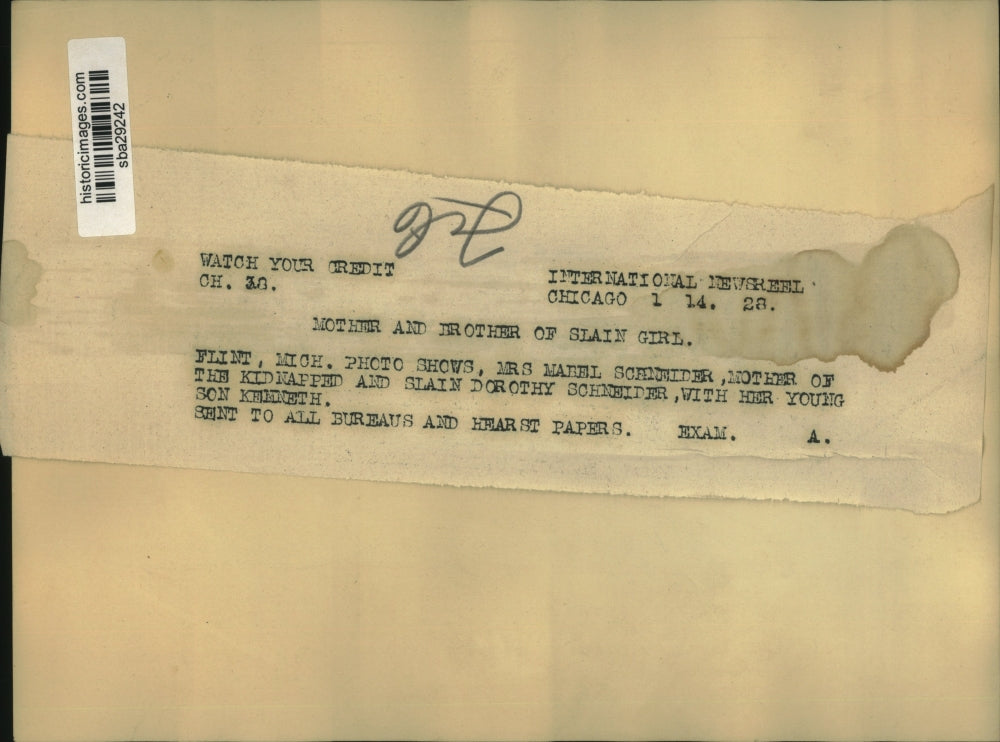 historicimages.com
sba29242
WATCH YOUR CREDIT
CH. 38.
INTERNATIONAL NEWSREEL
CHICAGO 1 14. 28.
MOTHER AND BROTHER OF SLAIN GIRL.
FLINT, MICH. PHOTO SHOWS, MRS MABEL SCHNEIDER,MOTHER OF
THE KIDNAPPED AND SLAIN DOROTHY SCHNEIDER,WITH HER YOUNG
SON KENNETH.
SENT TO ALL BUREAUS AND HEARST PAPERS. EXAM. A.